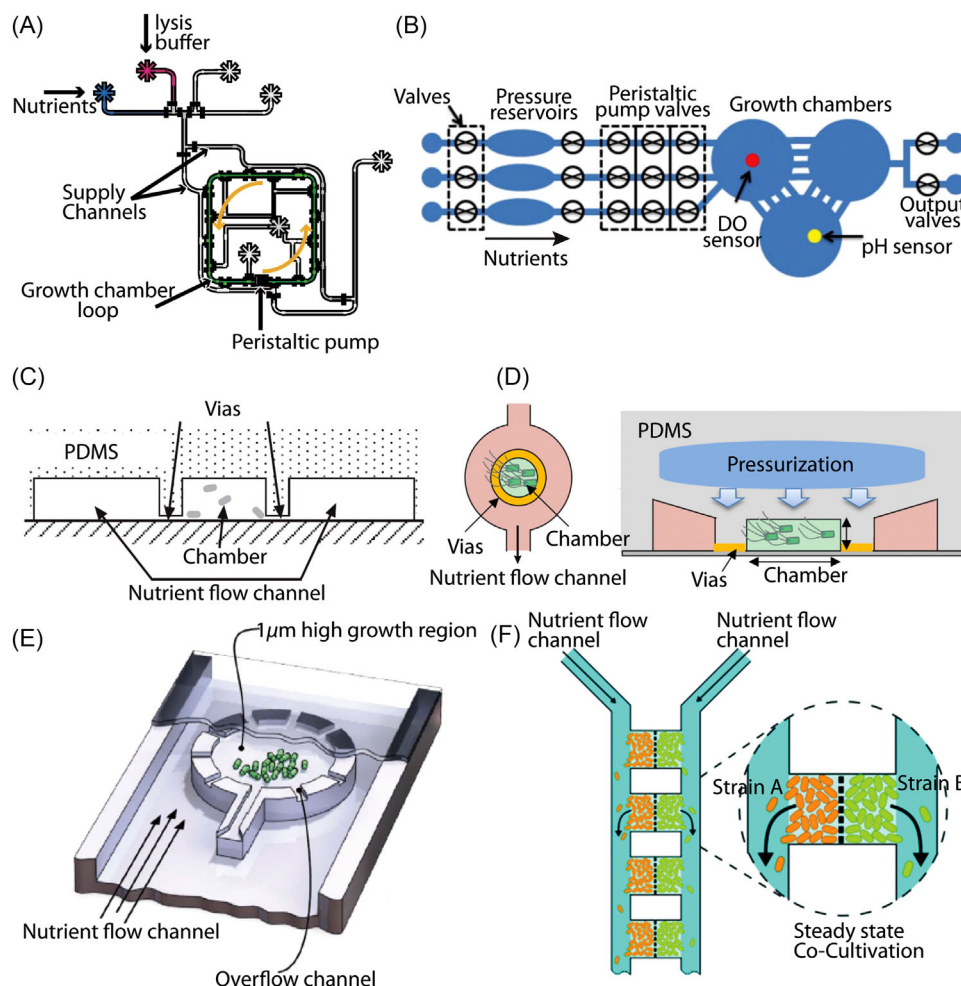 (A)
lysis
buffer
Nutrients
Supply
Channels
Growth chamber
loop
Peristaltic pump
(B)
Valves
Pressure
reservoirs
Peristaltic
pump valves
Growth chambers
DO
sensor
Output
valves
pH sensor
Nutrients
(C)
Vias
PDMS
Chamber
Nutrient flow channel
(D)
Vias
Chamber
Nutrient flow channel
PDMS
Pressurization
Vias
Chamber
(E)
1μm high growth region
Nutrient flow channel
Overflow channel
(F)
Nutrient flow
channel
Nutrient flow
channel
Strain A
Strain B
Steady state
Co-Cultivation